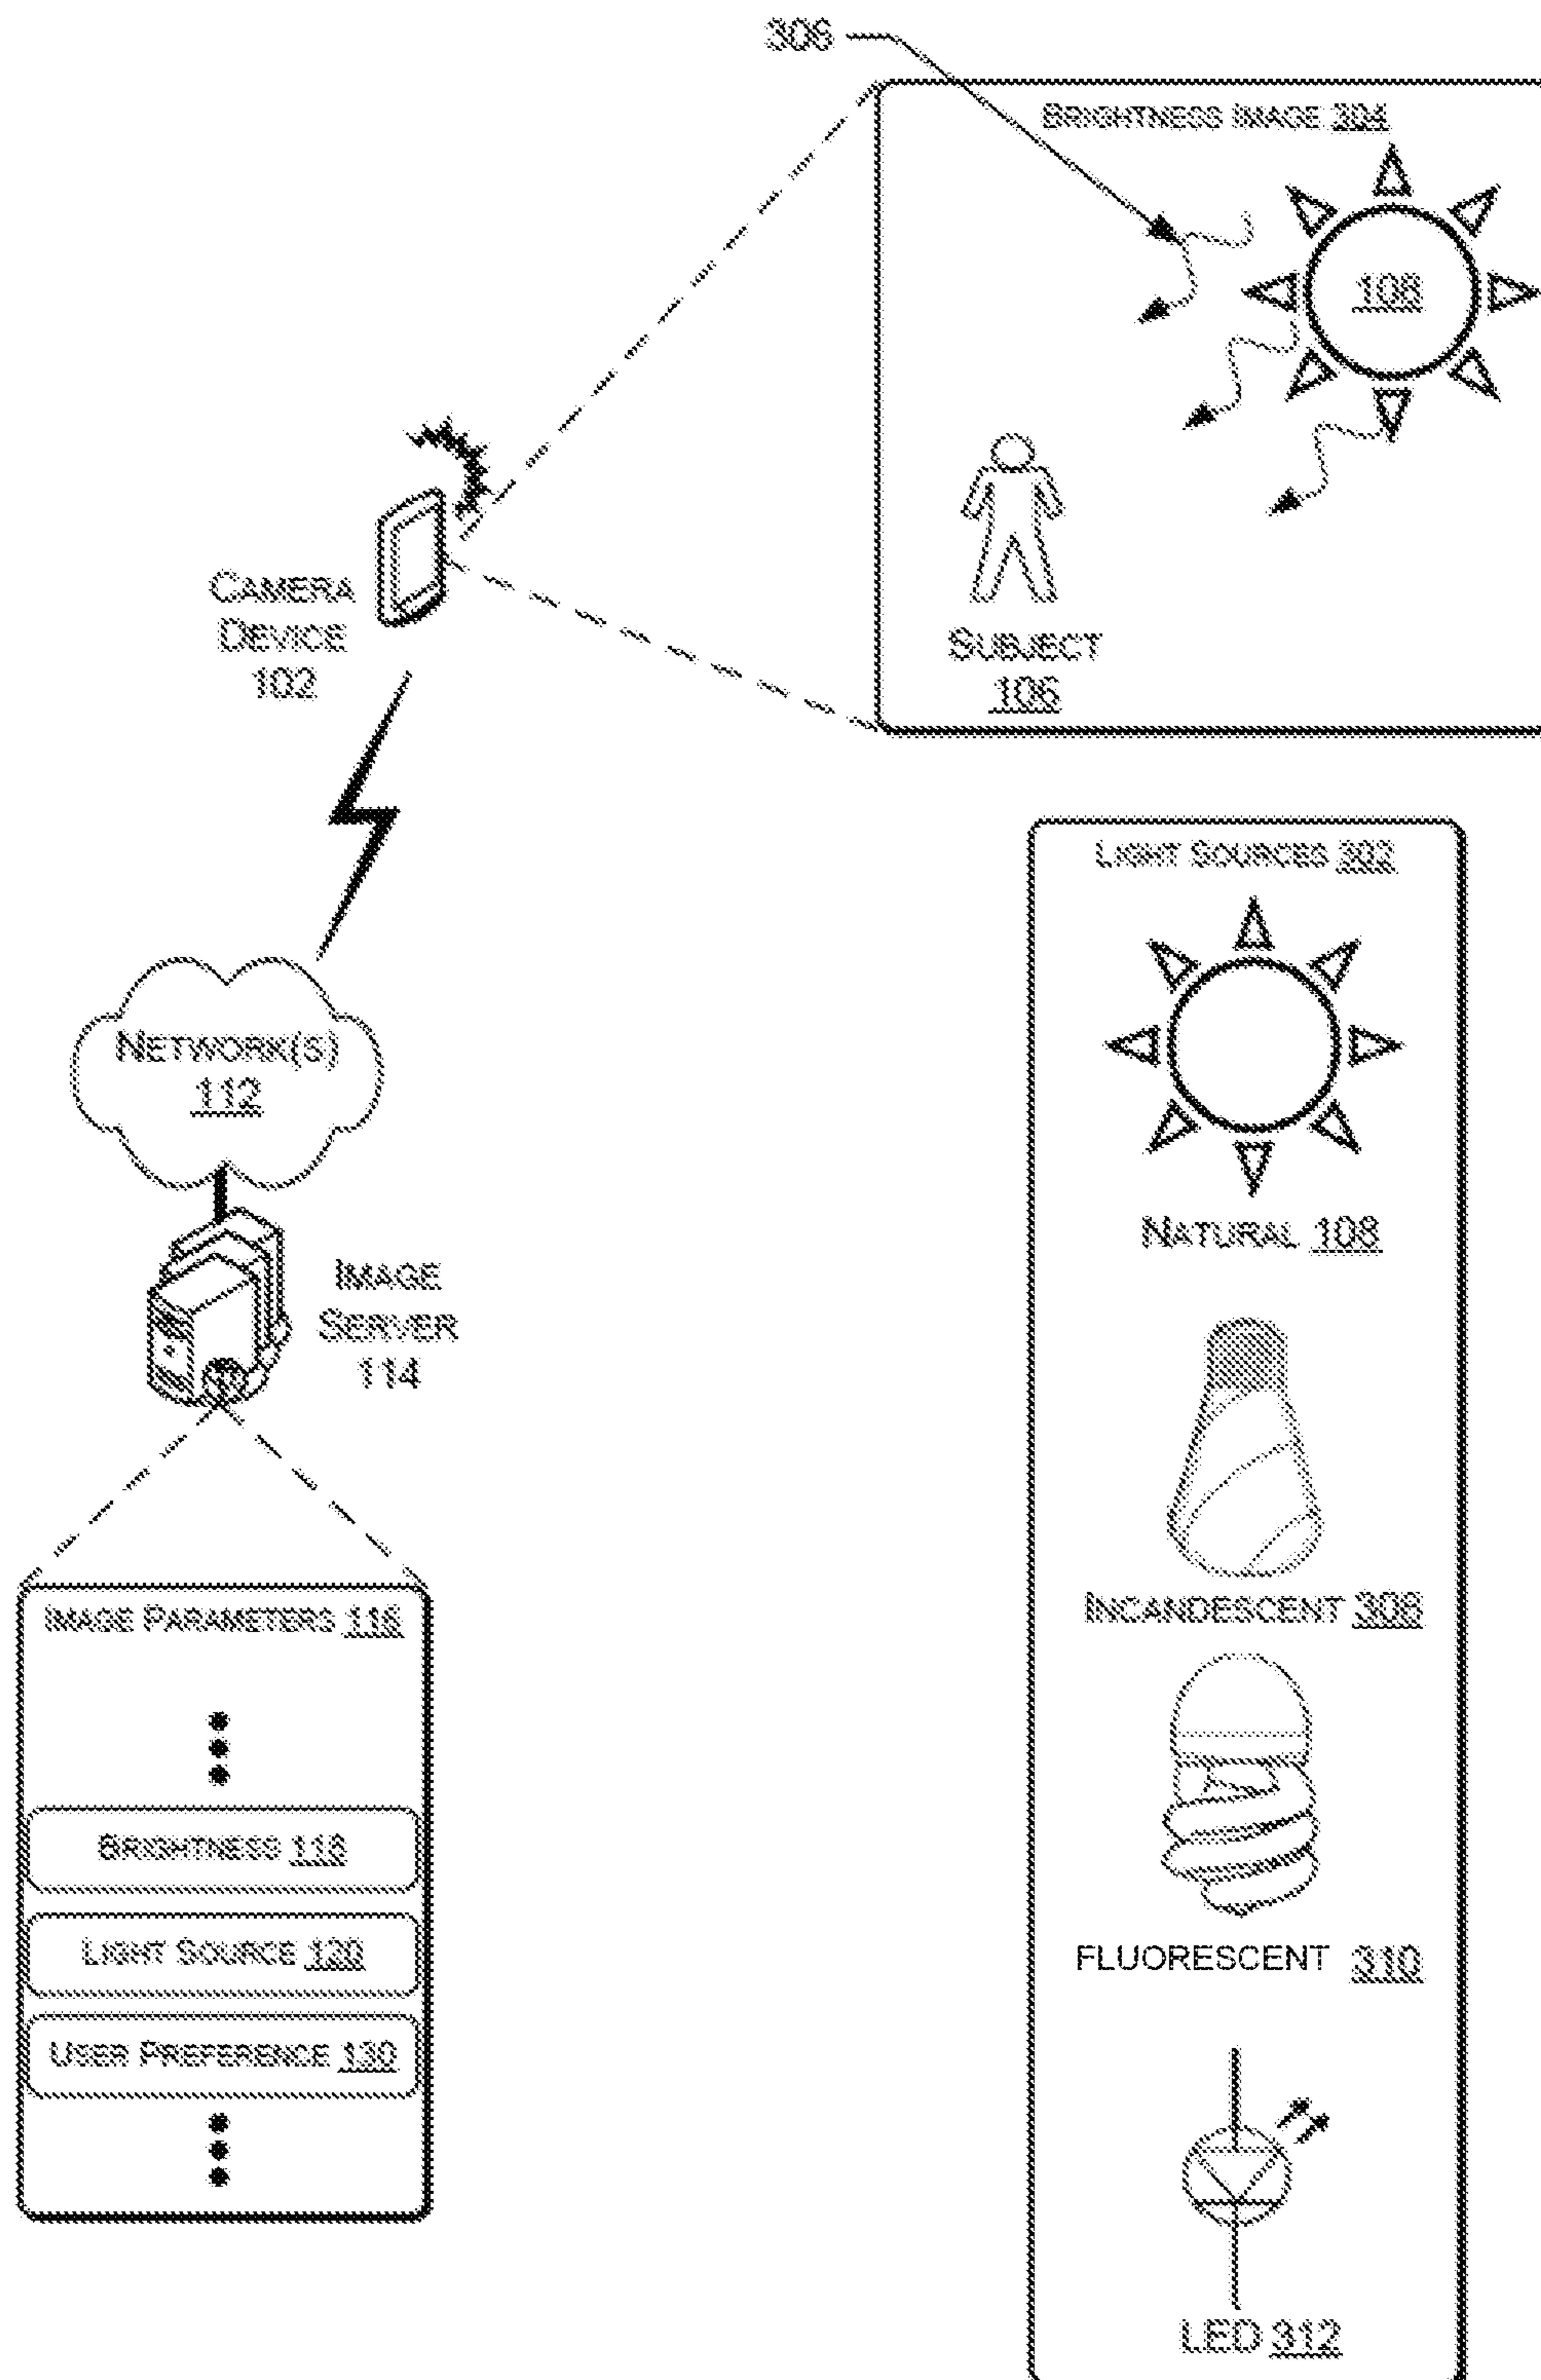 306
BRIGHTNESS IMAGE 304
108
SUBJECT
106
CAMERA
DEVICE
102
NETWORK(S)
112
IMAGE
SERVER
114
IMAGE PARAMETERS 116
BRIGHTNESS 118
LIGHT SOURCE 120
USER PREFERENCE 130
LIGHT SOURCES 302
NATURAL 108
INCANDESCENT 308
FLUORESCENT 310
LED 312